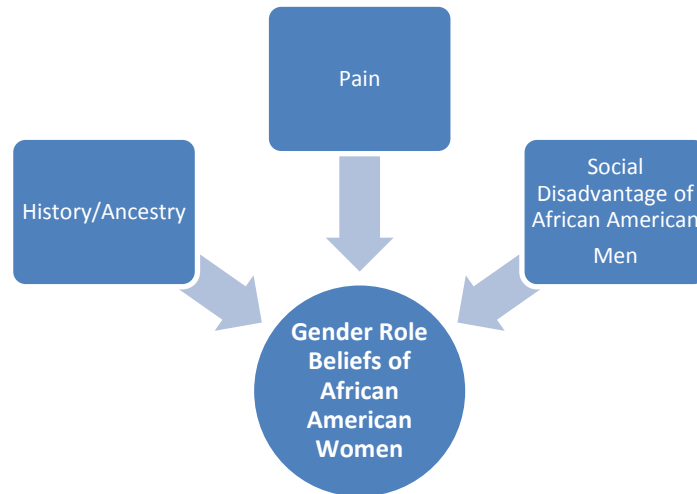 Pain
History/Ancestry
Social
Disadvantage of
African American
Men
Gender Role
Beliefs of
African
American
Women